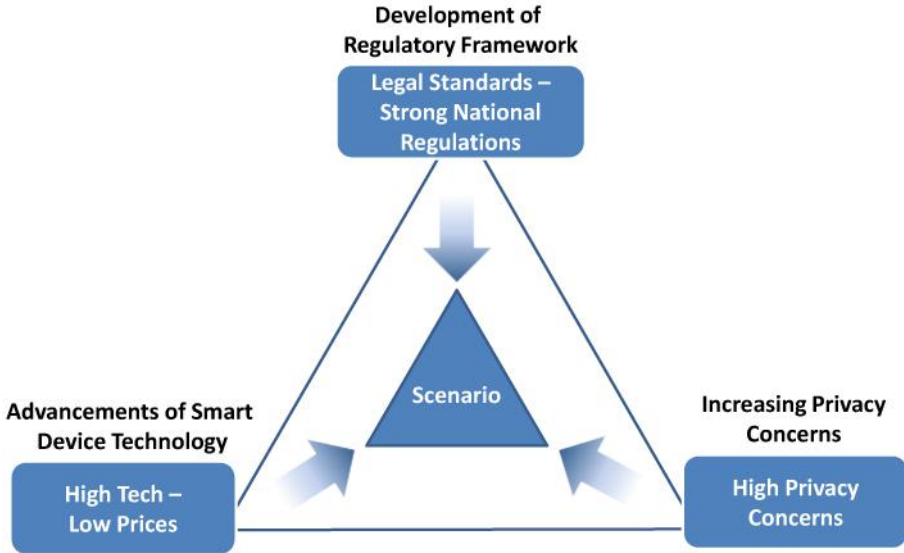 Development of
Regulatory Framework
Legal Standards –
Strong National
Regulations
Scenario
Advancements of Smart
Device Technology
High Tech –
Low Prices
Increasing Privacy
Concerns
High Privacy
Concerns